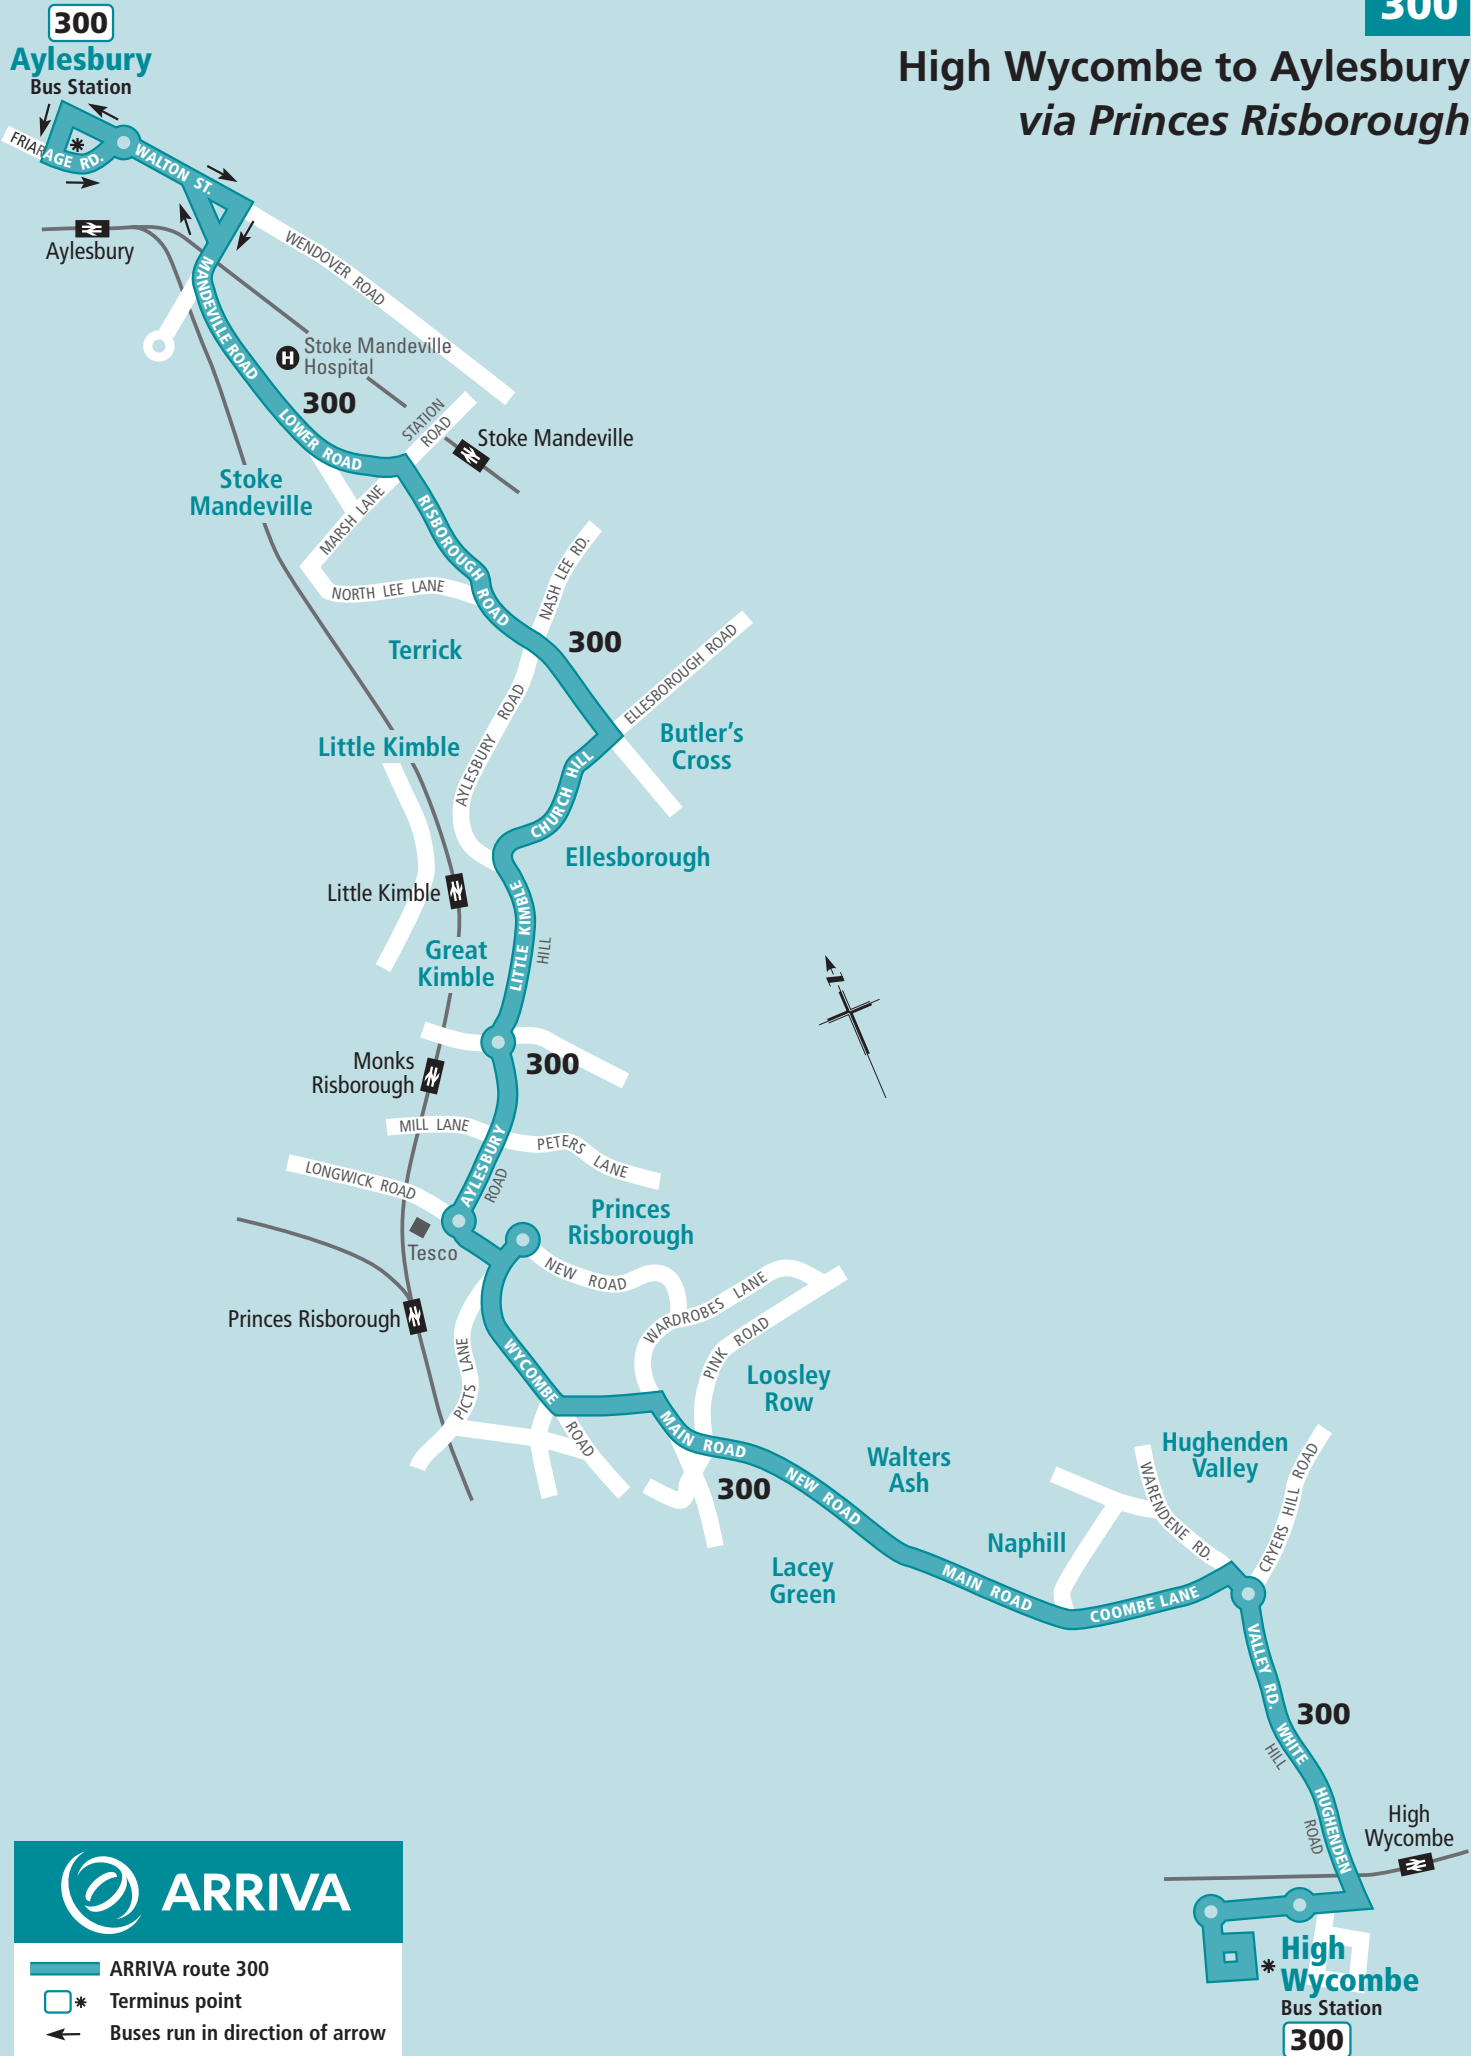 300
High Wycombe to Aylesbury
via Princes Risborough
300
Aylesbury
Bus Station
FRIARAGE RD.
WALTON ST.
Aylesbury
WENDOVER ROAD
MANDEVILLE ROAD
H
Stoke Mandeville
Hospital
300
LOWER ROAD
STATION
ROAD
Stoke Mandeville
Stoke
Mandeville
MARSH LANE
RISBOROUGH ROAD
NORTH LEE LANE
NASH LEE RD.
Terrick
300
ELLESBOROUGH ROAD
AYLESBURY ROAD
Little Kimble
Butler's
Cross
CHURCH HILL
Ellesborough
Little Kimble
LITTLE KIMBLE
HILL
Great
Kimble
N
Monks
Risborough
300
MILL LANE
PETERS LANE
AYLESBURY
ROAD
LONGWICK ROAD
Tesco
Princes
Risborough
NEW ROAD
WARDROBES LANE
PINK ROAD
Princes Risborough
PICTS LANE
WYCOMBE
ROAD
Loosley
Row
MAIN ROAD
300
NEW ROAD
Walters
Ash
Lacey
Green
Naphill
MAIN ROAD
COOMBE LANE
WARENDENE RD.
Hughenden
Valley
CRYERS HILL ROAD
VALLEY RD.
300
WHITE
HILL
HUGHENDEN
ROAD
High
Wycombe
High
Wycombe
Bus Station
300
ARRIVA
ARRIVA route 300
Terminus point
Buses run in direction of arrow